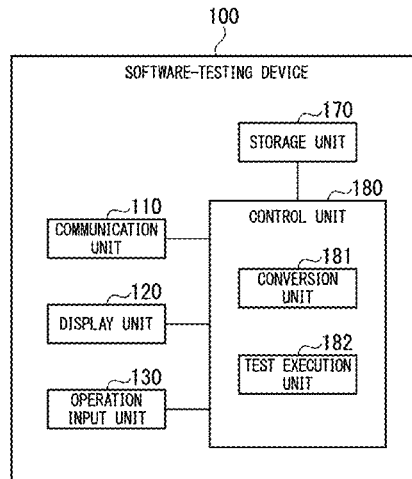 100
SOFTWARE-TESTING DEVICE
170
STORAGE UNIT
180
CONTROL UNIT
110
COMMUNICATION
UNIT
181
CONVERSION
UNIT
120
DISPLAY UNIT
182
TEST EXECUTION
UNIT
130
OPERATION
INPUT UNIT